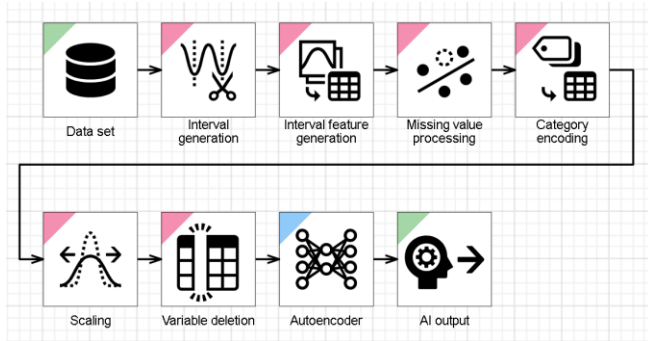 Data set
Interval
generation
Interval feature
generation
Missing value
processing
Category
encoding
Scaling
Variable deletion
Autoencoder
AI output